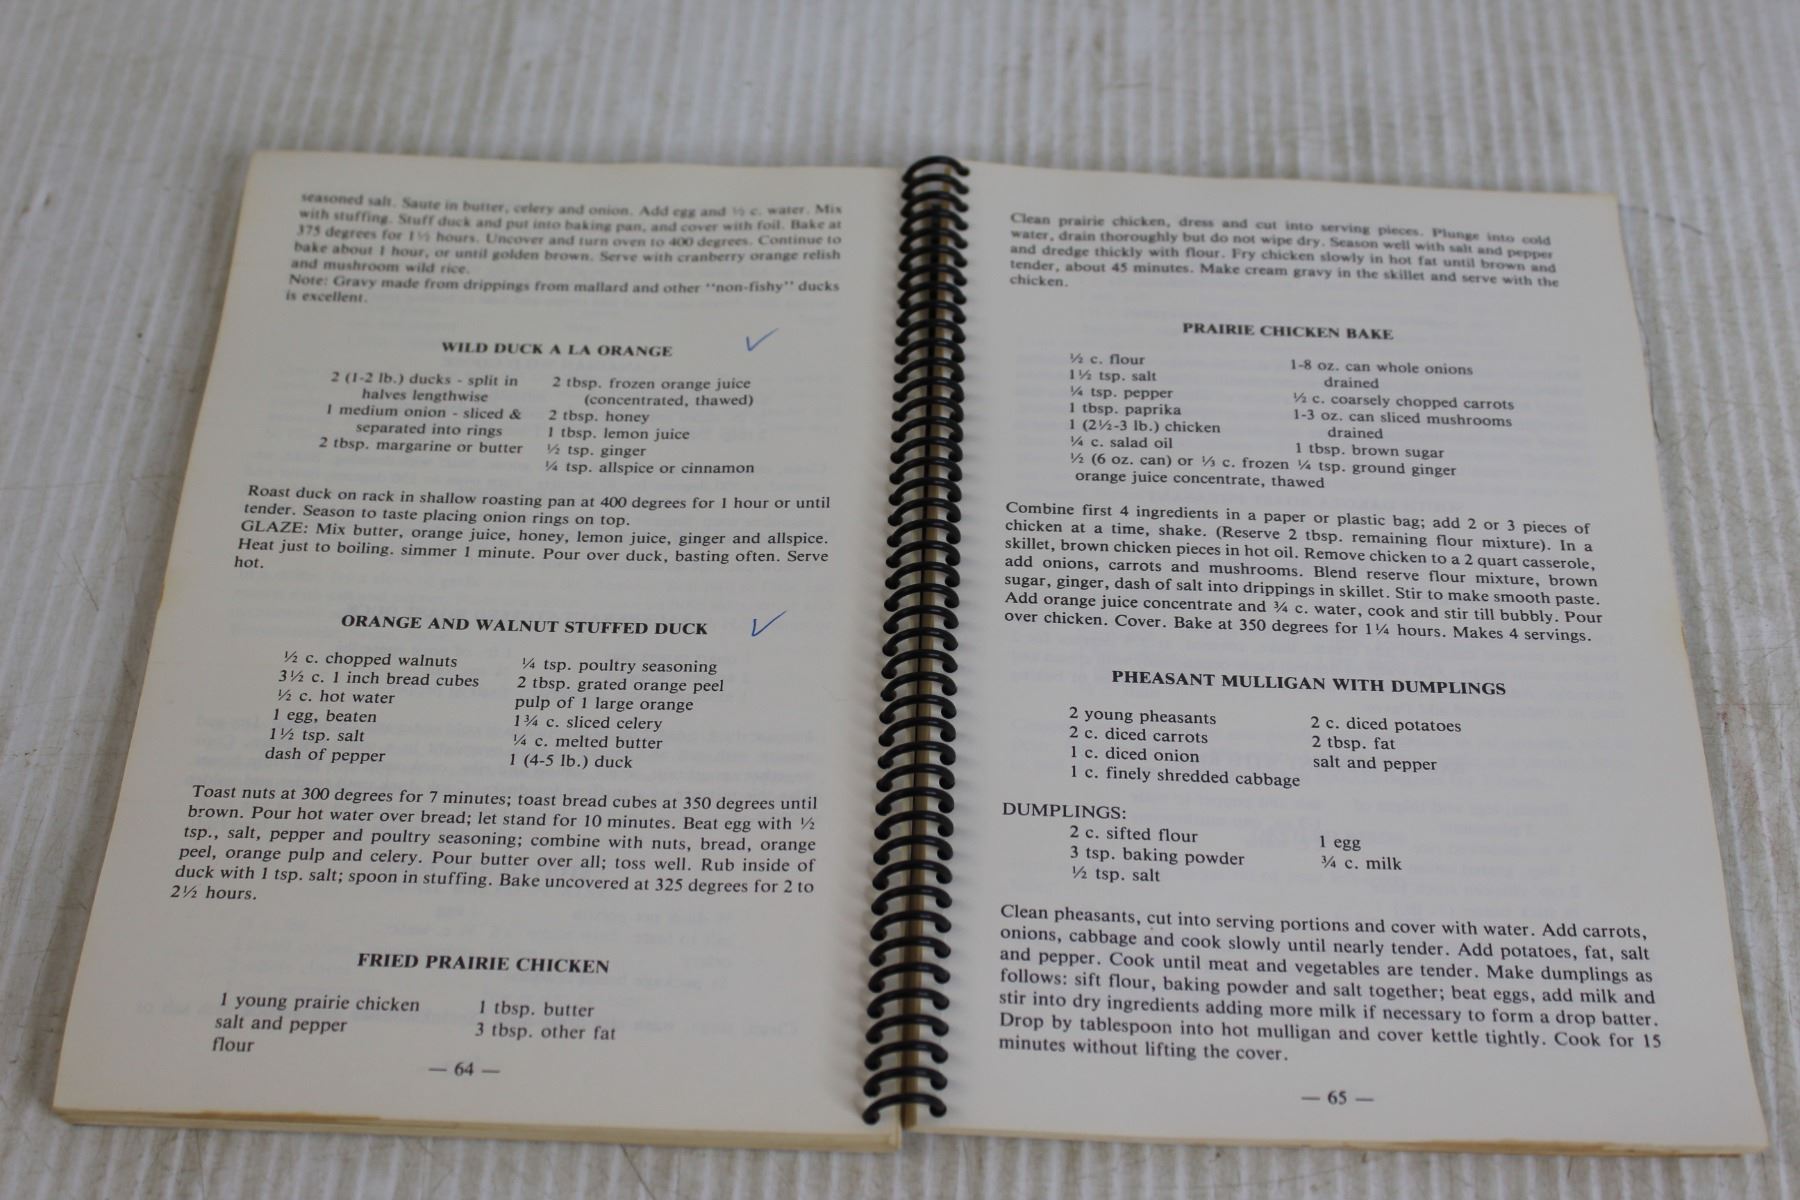 seasoned salt. Saute in butter, celery and onion. Add egg and ½ c. water. Mix
with stuffing. Stuff duck and put into baking pan, and cover with foil. Bake at
375 degrees for 1½ hours. Uncover and turn oven to 400 degrees. Continue to
bake about 1 hour, or until golden brown. Serve with cranberry orange relish
and mushroom wild rice.
Note: Gravy made from drippings from mallard and other "non-fishy" ducks
is excellent.
WILD DUCK A LA ORANGE
2 (1-2 lb.) ducks - split in
halves lengthwise
1 medium onion - sliced &
separated into rings
2 tbsp. margarine or butter
2 tbsp. frozen orange juice
(concentrated, thawed)
2 tbsp. honey
1 tbsp. lemon juice
½ tsp. ginger
¼ tsp. allspice or cinnamon
Roast duck on rack in shallow roasting pan at 400 degrees for 1 hour or until
tender. Season to taste placing onion rings on top.
GLAZE: Mix butter, orange juice, honey, lemon juice, ginger and allspice.
Heat just to boiling. simmer 1 minute. Pour over duck, basting often. Serve
hot.
ORANGE AND WALNUT STUFFED DUCK
½ c. chopped walnuts
3½ c. 1 inch bread cubes
½ c. hot water
1 egg, beaten
1½ tsp. salt
dash of pepper
¼ tsp. poultry seasoning
2 tbsp. grated orange peel
pulp of 1 large orange
1¾ c. sliced celery
¼ c. melted butter
1 (4-5 lb.) duck
Toast nuts at 300 degrees for 7 minutes; toast bread cubes at 350 degrees until
brown. Pour hot water over bread; let stand for 10 minutes. Beat egg with ½
tsp., salt, pepper and poultry seasoning; combine with nuts, bread, orange
peel, orange pulp and celery. Pour butter over all; toss well. Rub inside of
duck with 1 tsp. salt; spoon in stuffing. Bake uncovered at 325 degrees for 2 to
2½ hours.
FRIED PRAIRIE CHICKEN
1 young prairie chicken
salt and pepper
flour
1 tbsp. butter
3 tbsp. other fat
— 64 —
Clean prairie chicken, dress and cut into serving pieces. Plunge into cold
water, drain thoroughly but do not wipe dry. Season well with salt and pepper
and dredge thickly with flour. Fry chicken slowly in hot fat until brown and
tender, about 45 minutes. Make cream gravy in the skillet and serve with the
chicken.
PRAIRIE CHICKEN BAKE
½ c. flour
1½ tsp. salt
¼ tsp. pepper
1 tbsp. paprika
1 (2½-3 lb.) chicken
¼ c. salad oil
½ (6 oz. can) or ⅓ c. frozen
orange juice concentrate, thawed
1-8 oz. can whole onions
drained
½ c. coarsely chopped carrots
1-3 oz. can sliced mushrooms
drained
1 tbsp. brown sugar
¼ tsp. ground ginger
Combine first 4 ingredients in a paper or plastic bag; add 2 or 3 pieces of
chicken at a time, shake. (Reserve 2 tbsp. remaining flour mixture). In a
skillet, brown chicken pieces in hot oil. Remove chicken to a 2 quart casserole,
add onions, carrots and mushrooms. Blend reserve flour mixture, brown
sugar, ginger, dash of salt into drippings in skillet. Stir to make smooth paste.
Add orange juice concentrate and ¾ c. water, cook and stir till bubbly. Pour
over chicken. Cover. Bake at 350 degrees for 1¼ hours. Makes 4 servings.
PHEASANT MULLIGAN WITH DUMPLINGS
2 young pheasants
2 c. diced carrots
1 c. diced onion
1 c. finely shredded cabbage
2 c. diced potatoes
2 tbsp. fat
salt and pepper
DUMPLINGS:
2 c. sifted flour
3 tsp. baking powder
½ tsp. salt
1 egg
¾ c. milk
Clean pheasants, cut into serving portions and cover with water. Add carrots,
onions, cabbage and cook slowly until nearly tender. Add potatoes, fat, salt
and pepper. Cook until meat and vegetables are tender. Make dumplings as
follows: sift flour, baking powder and salt together; beat eggs, add milk and
stir into dry ingredients adding more milk if necessary to form a drop batter.
Drop by tablespoon into hot mulligan and cover kettle tightly. Cook for 15
minutes without lifting the cover.
— 65 —